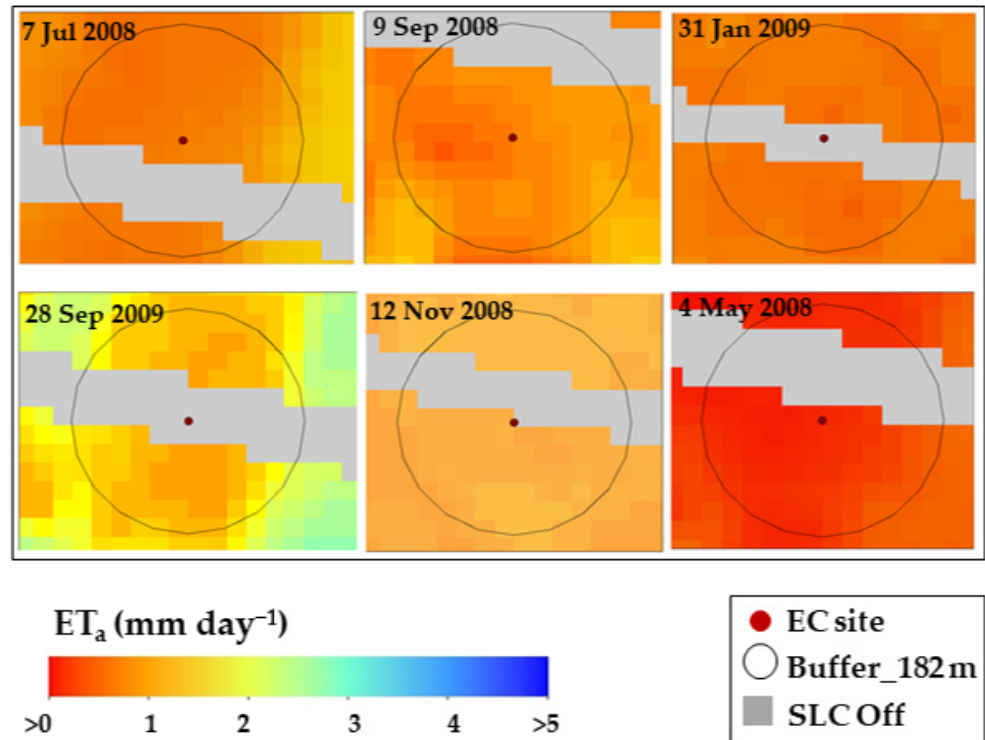 7 Jul 2008
9 Sep 2008
31 Jan 2009
28 Sep 2009
12 Nov 2008
4 May 2008
ETₐ (mm day⁻¹)
>0 1 2 3 4 >5
EC site
Buffer_182 m
SLC Off